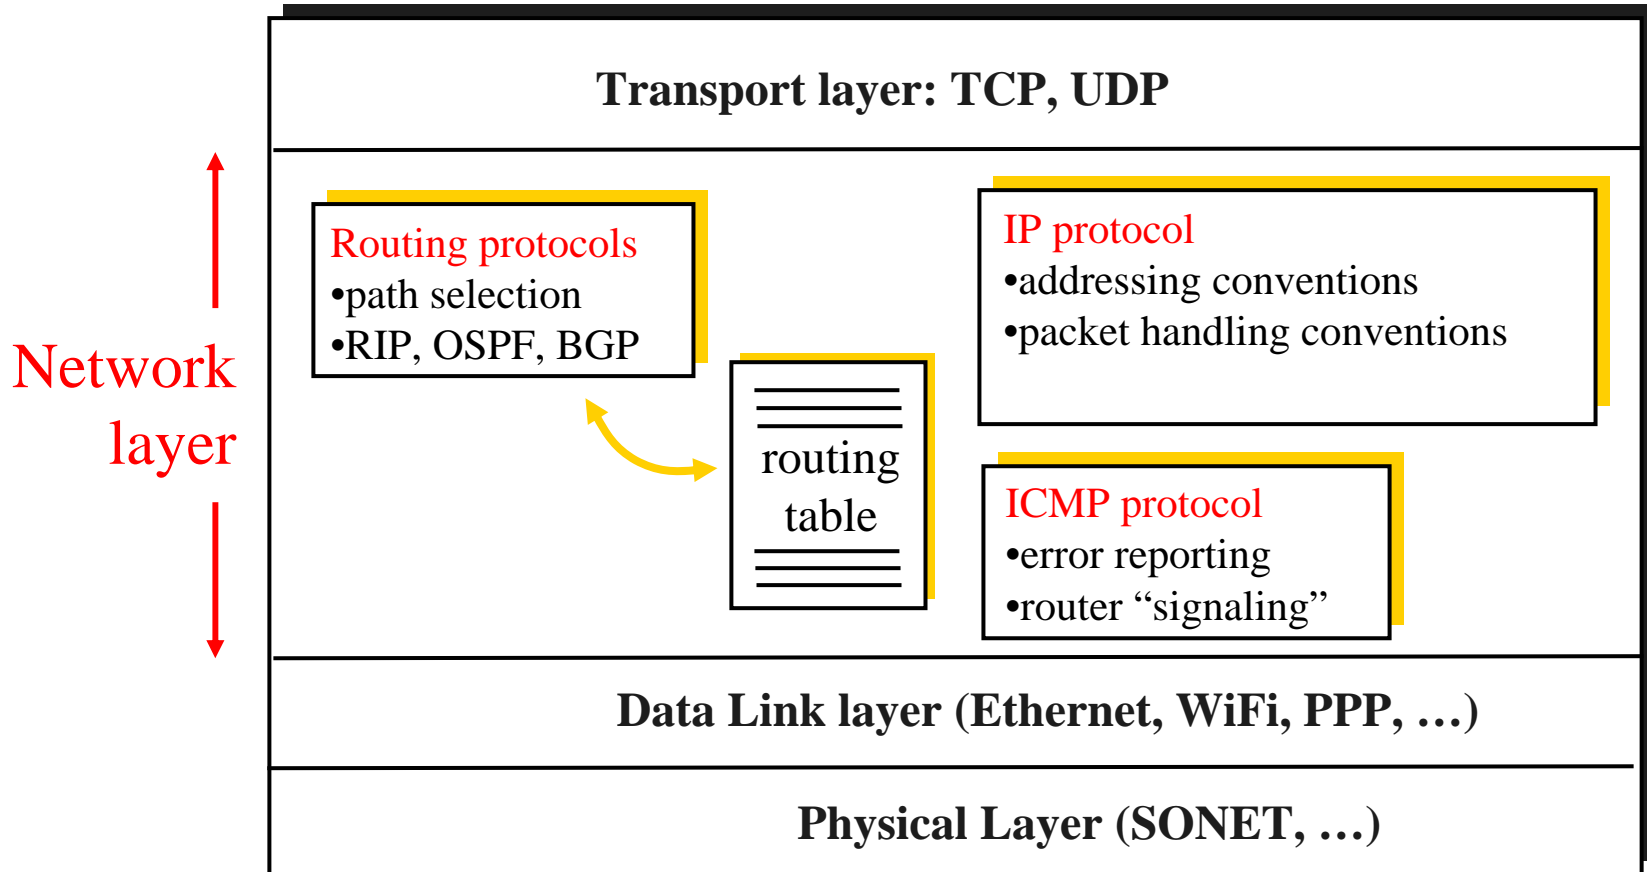 Transport layer: TCP, UDP
Network
layer
Routing protocols
•path selection
•RIP, OSPF, BGP
routing
table
IP protocol
•addressing conventions
•packet handling conventions
ICMP protocol
•error reporting
•router “signaling”
Data Link layer (Ethernet, WiFi, PPP, …)
Physical Layer (SONET, …)